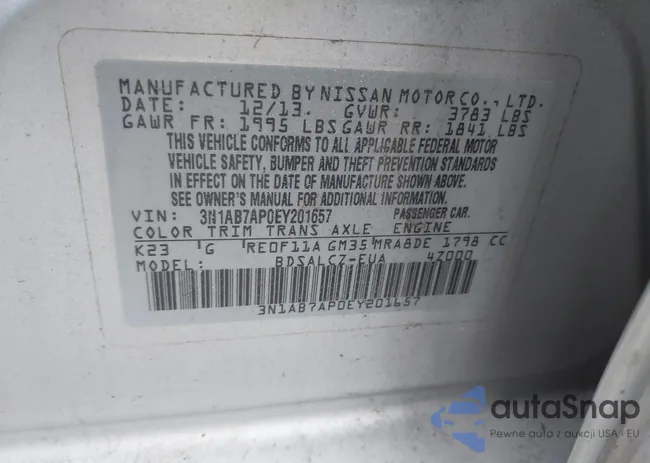 MANUFACTURED BY NISSAN MOTOR CO., LTD.
DATE: 12/13. GVWR: 3783 LBS
GAWR FR: 1995 LBS GAWR RR: 1841 LBS
THIS VEHICLE CONFORMS TO ALL APPLICABLE FEDERAL MOTOR
VEHICLE SAFETY, BUMPER AND THEFT PREVENTION STANDARDS
IN EFFECT ON THE DATE OF MANUFACTURE SHOWN ABOVE.
SEE OWNER'S MANUAL FOR ADDITIONAL INFORMATION.
VIN: 3N1AB7AP0EY201657 PASSENGER CAR.
COLOR TRIM TRANS AXLE ENGINE
K23 G RE0F11A GM35 MRA8DE 1798 CC
MODEL: BDSALCZ-EUA 4Z000
3N1AB7AP0EY201657
autaSnap
Pewne auta z aukcji USA i EU